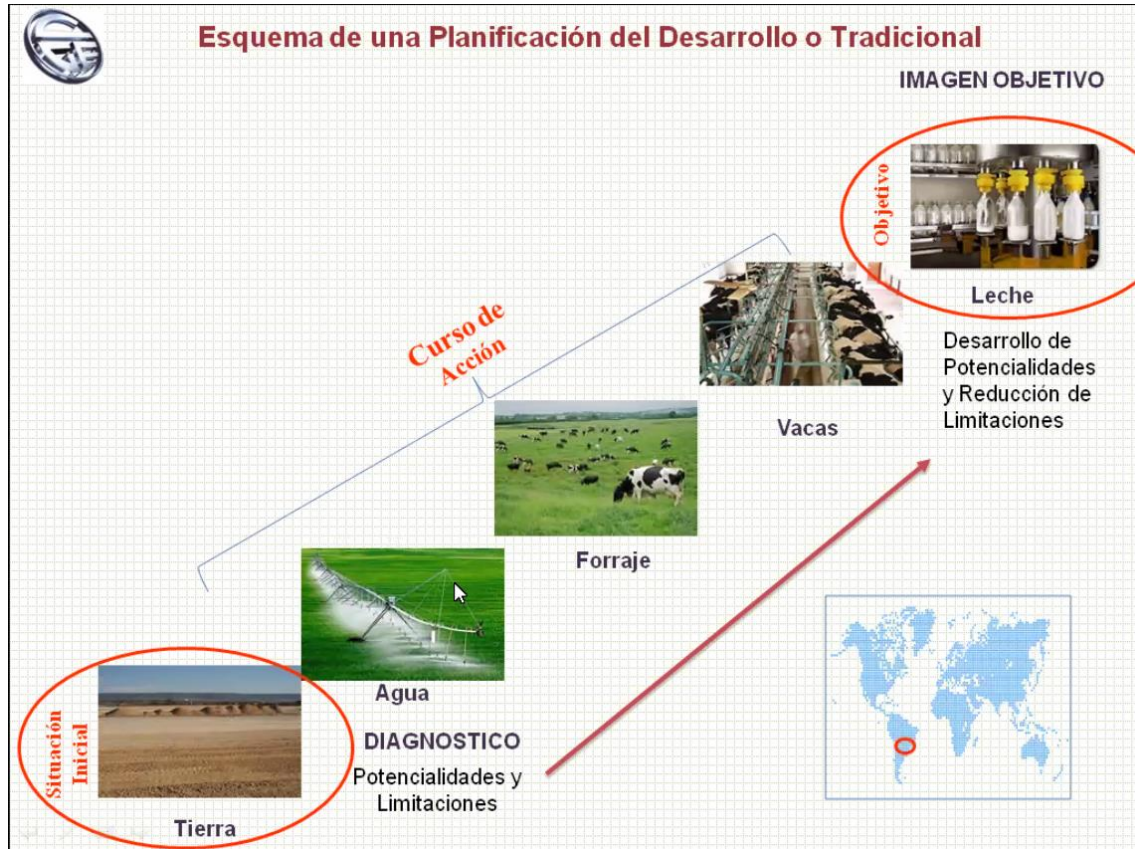 Esquema de una Planificación del Desarrollo o Tradicional
IMAGEN OBJETIVO
Objetivo
Leche
Desarrollo de
Potencialidades
y Reducción de
Limitaciones
Curso de
Acción
Vacas
Forraje
Agua
DIAGNOSTICO
Potencialidades y
Limitaciones
Situación
Inicial
Tierra